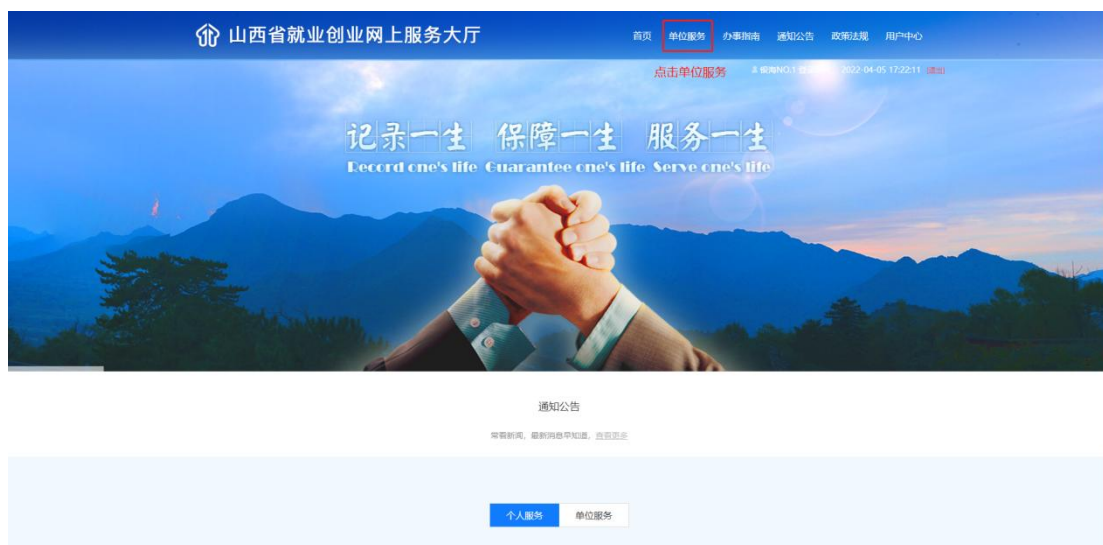 山西省就业创业网上服务大厅
首页 单位服务 办事指南 通知公告 政策法规 用户中心
点击单位服务
2022-04-05 17:22:11 [退出]
记录一生 保障一生 服务一生
Record one's life Guarantee one's life Serve one's life
通知公告
常看新闻，最新消息早知道，查看更多
个人服务 单位服务